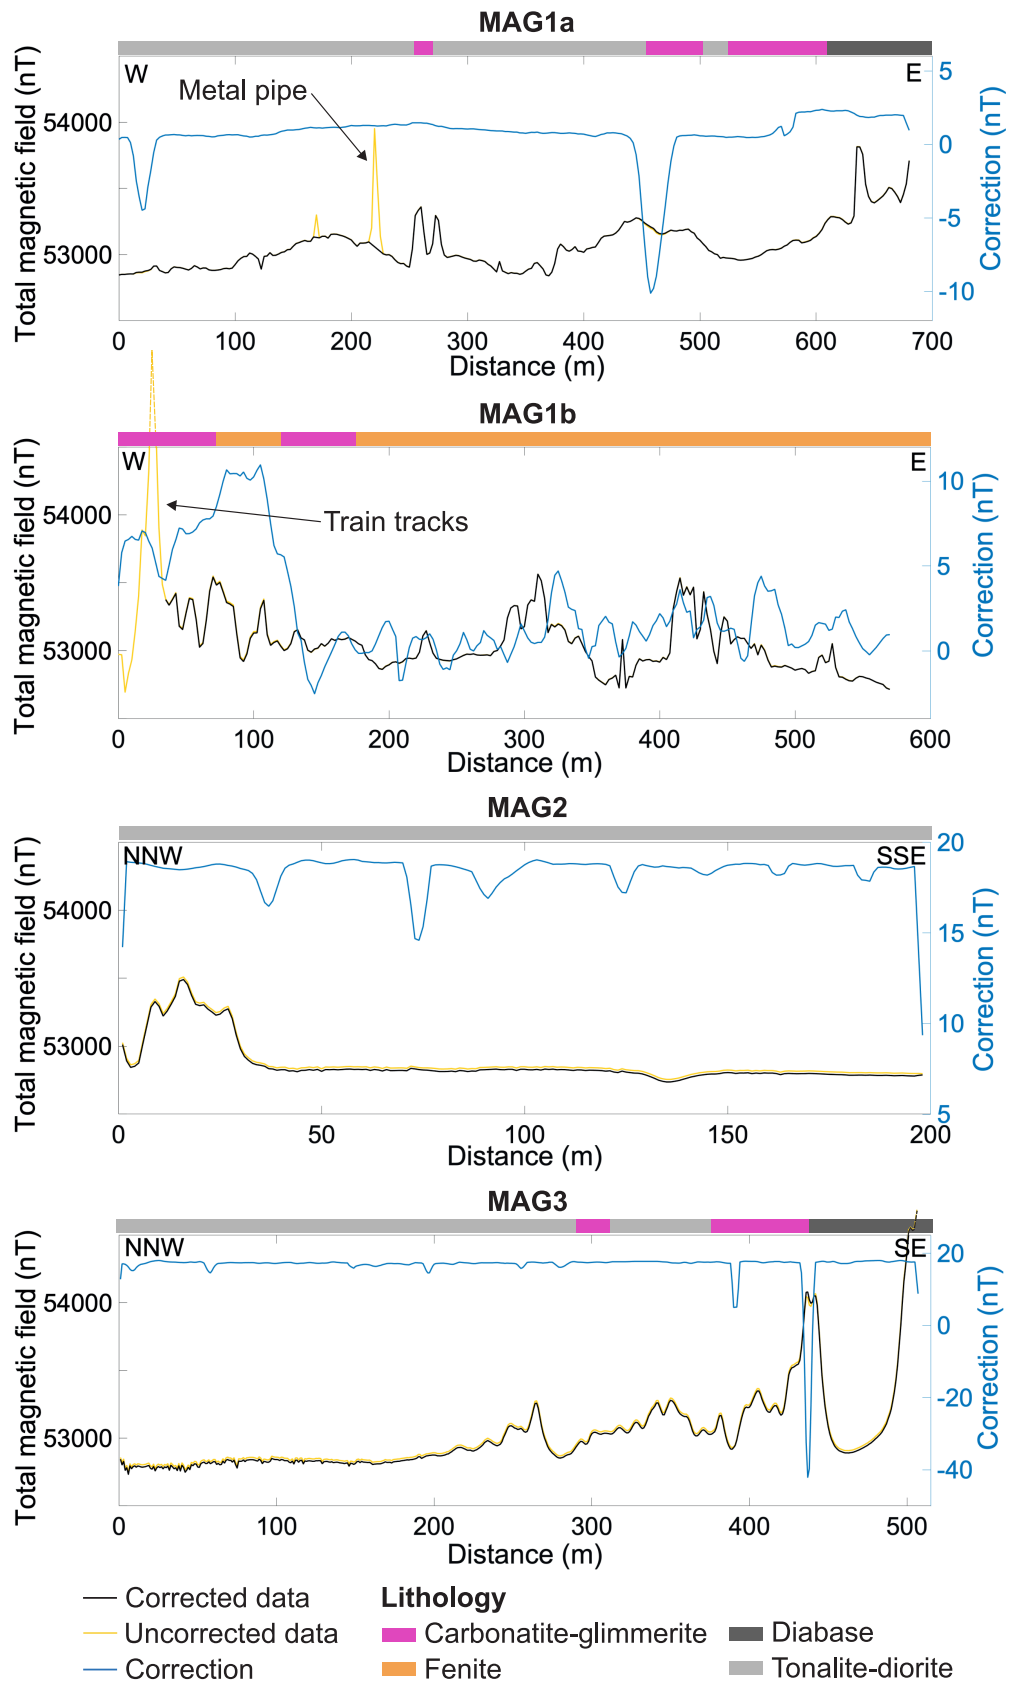 MAG1a
W
E
Metal pipe
Total magnetic field (nT)
54000
53000
5
0
-5
-10
Correction (nT)
0 100 200 300 400 500 600 700
Distance (m)
MAG1b
W
E
Train tracks
Total magnetic field (nT)
54000
53000
10
5
0
Correction (nT)
0 100 200 300 400 500 600
Distance (m)
MAG2
NNW
SSE
Total magnetic field (nT)
54000
53000
20
15
10
5
Correction (nT)
0 50 100 150 200
Distance (m)
MAG3
NNW
SE
Total magnetic field (nT)
54000
53000
20
0
-20
-40
Correction (nT)
0 100 200 300 400 500
Distance (m)
Corrected data
Uncorrected data
Correction
Lithology
Carbonatite-glimmerite
Fenite
Diabase
Tonalite-diorite